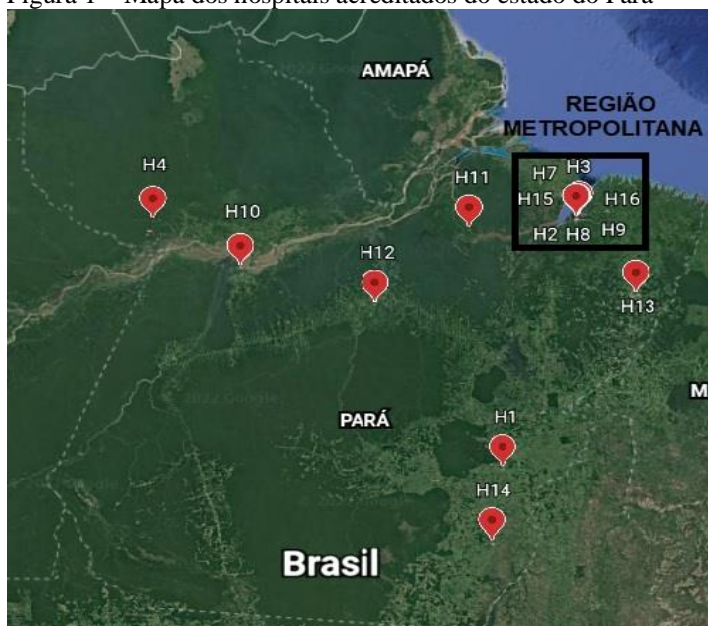 Figura 1 – Mapa dos hospitais acreditados do estado do Pará
AMAPÁ
REGIÃO
METROPOLITANA
H4
H7
H3
H11
H15
H16
H10
H2
H8
H9
H12
H13
M
PARÁ
H1
H14
Brasil